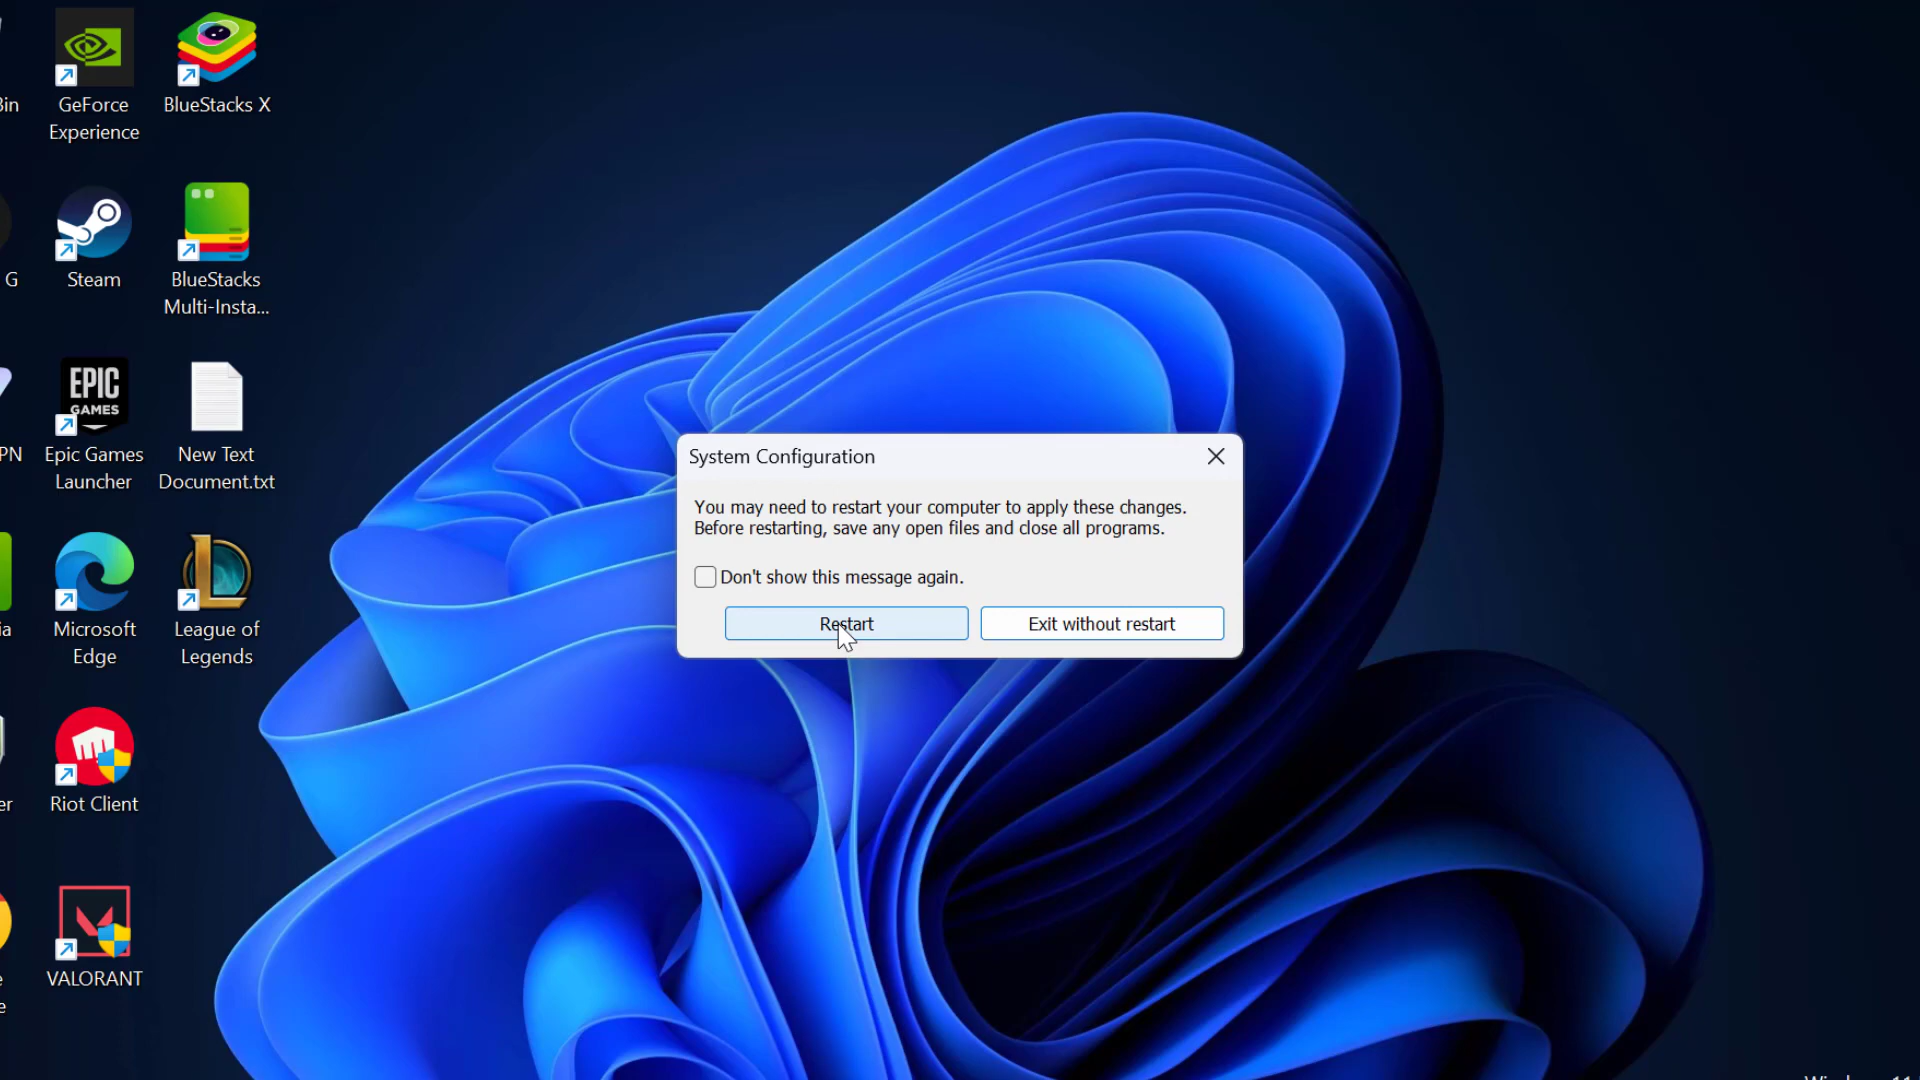 Bin
GeForce
Experience
BlueStacks X
G
Steam
BlueStacks
Multi-Insta...
EPIC
GAMES
PN
Epic Games
Launcher
New Text
Document.txt
System Configuration
You may need to restart your computer to apply these changes.
Before restarting, save any open files and close all programs.
Don't show this message again.
Restart
Exit without restart
ia
Microsoft
Edge
League of
Legends
er
Riot Client
VALORANT
e
e